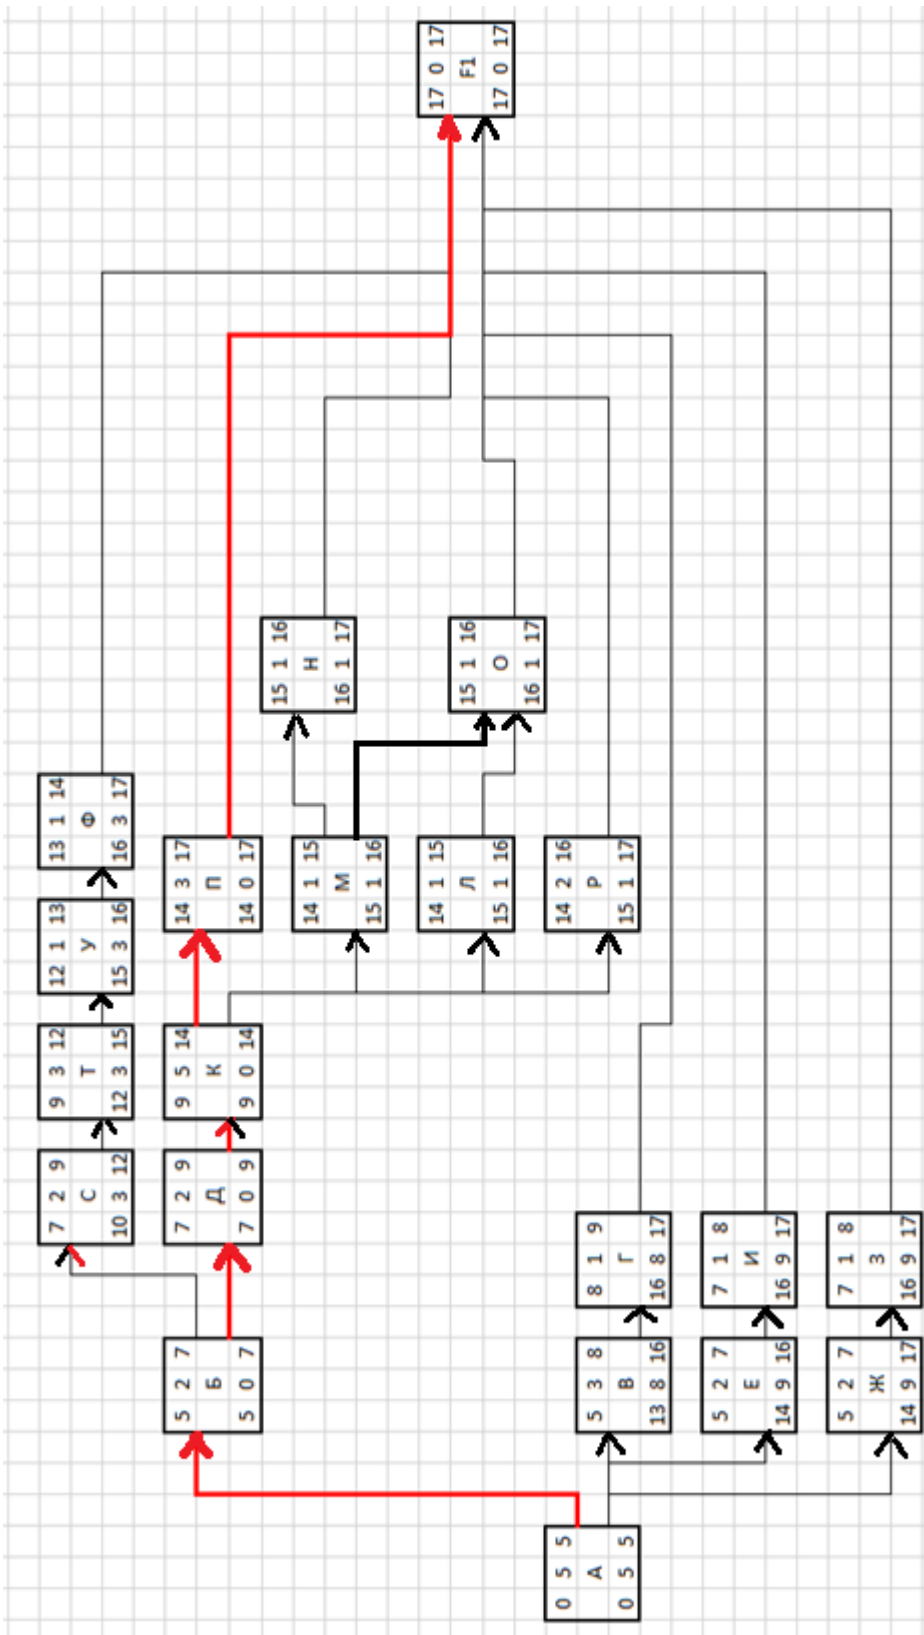 7 2 9
С
10 3 12
9 3 12
Т
12 3 15
12 1 13
У
15 3 16
13 1 14
Ф
16 3 17
5 2 7
Б
5 0 7
7 2 9
Д
7 0 9
9 5 14
К
9 0 14
14 3 17
П
14 0 17
15 1 16
Н
16 1 17
14 1 15
М
15 1 16
17 0 17
F1
17 0 17
14 1 15
Л
15 1 16
15 1 16
О
16 1 17
0 5 5
А
0 5 5
14 2 16
Р
15 1 17
5 3 8
В
13 8 16
8 1 9
Г
16 8 17
5 2 7
Е
14 9 16
7 1 8
И
16 9 17
5 2 7
Ж
14 9 17
7 1 8
З
16 9 17